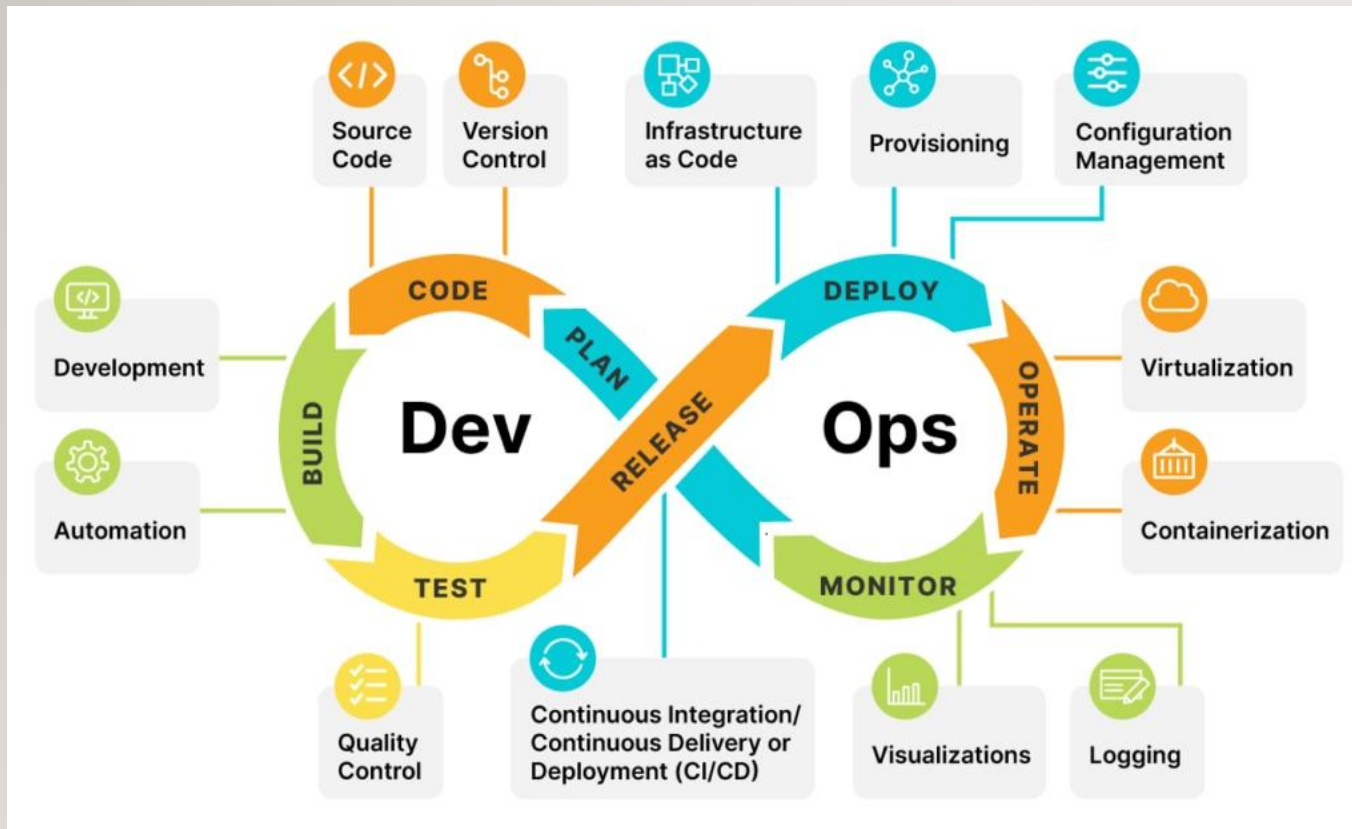 Source
Code
Version
Control
Infrastructure
as Code
Provisioning
Configuration
Management
CODE
DEPLOY
PLAN
Development
Virtualization
BUILD
Dev
RELEASE
Ops
OPERATE
Automation
Containerization
TEST
MONITOR
Quality
Control
Continuous Integration/
Continuous Delivery or
Deployment (CI/CD)
Visualizations
Logging